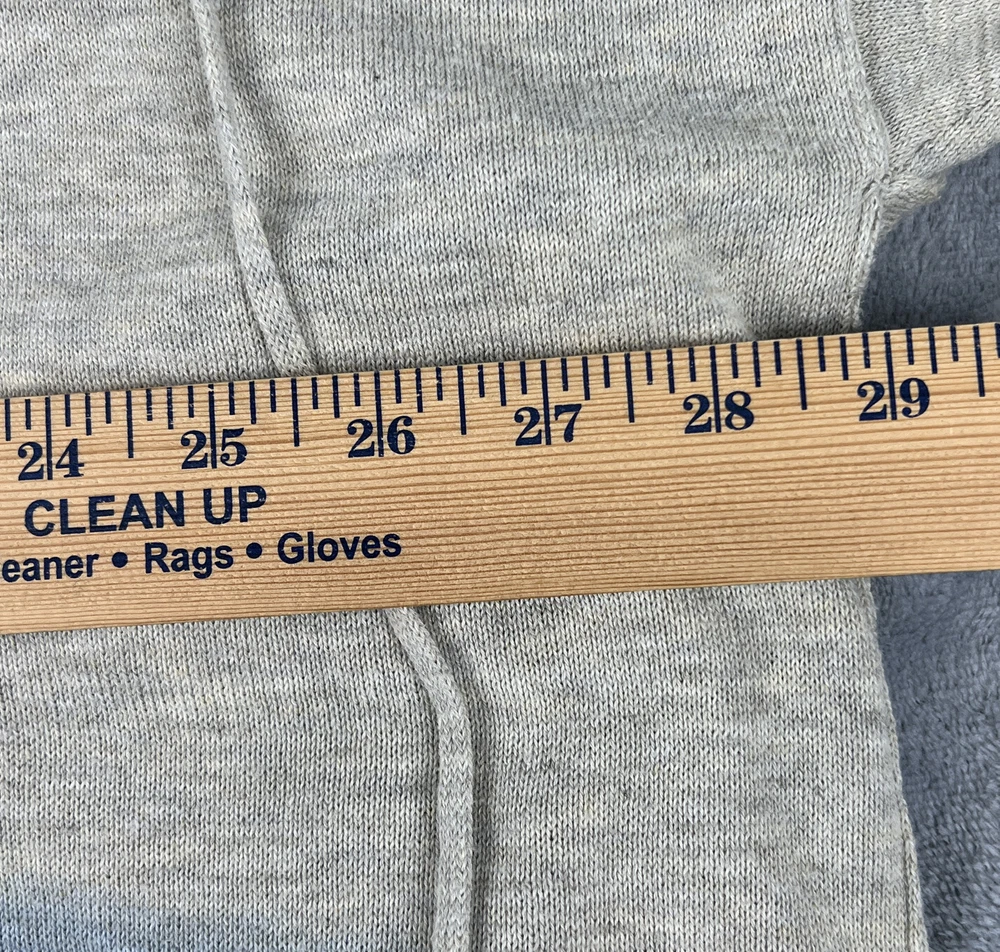 24 25 26 27 28 29
CLEAN UP
eaner • Rags • Gloves